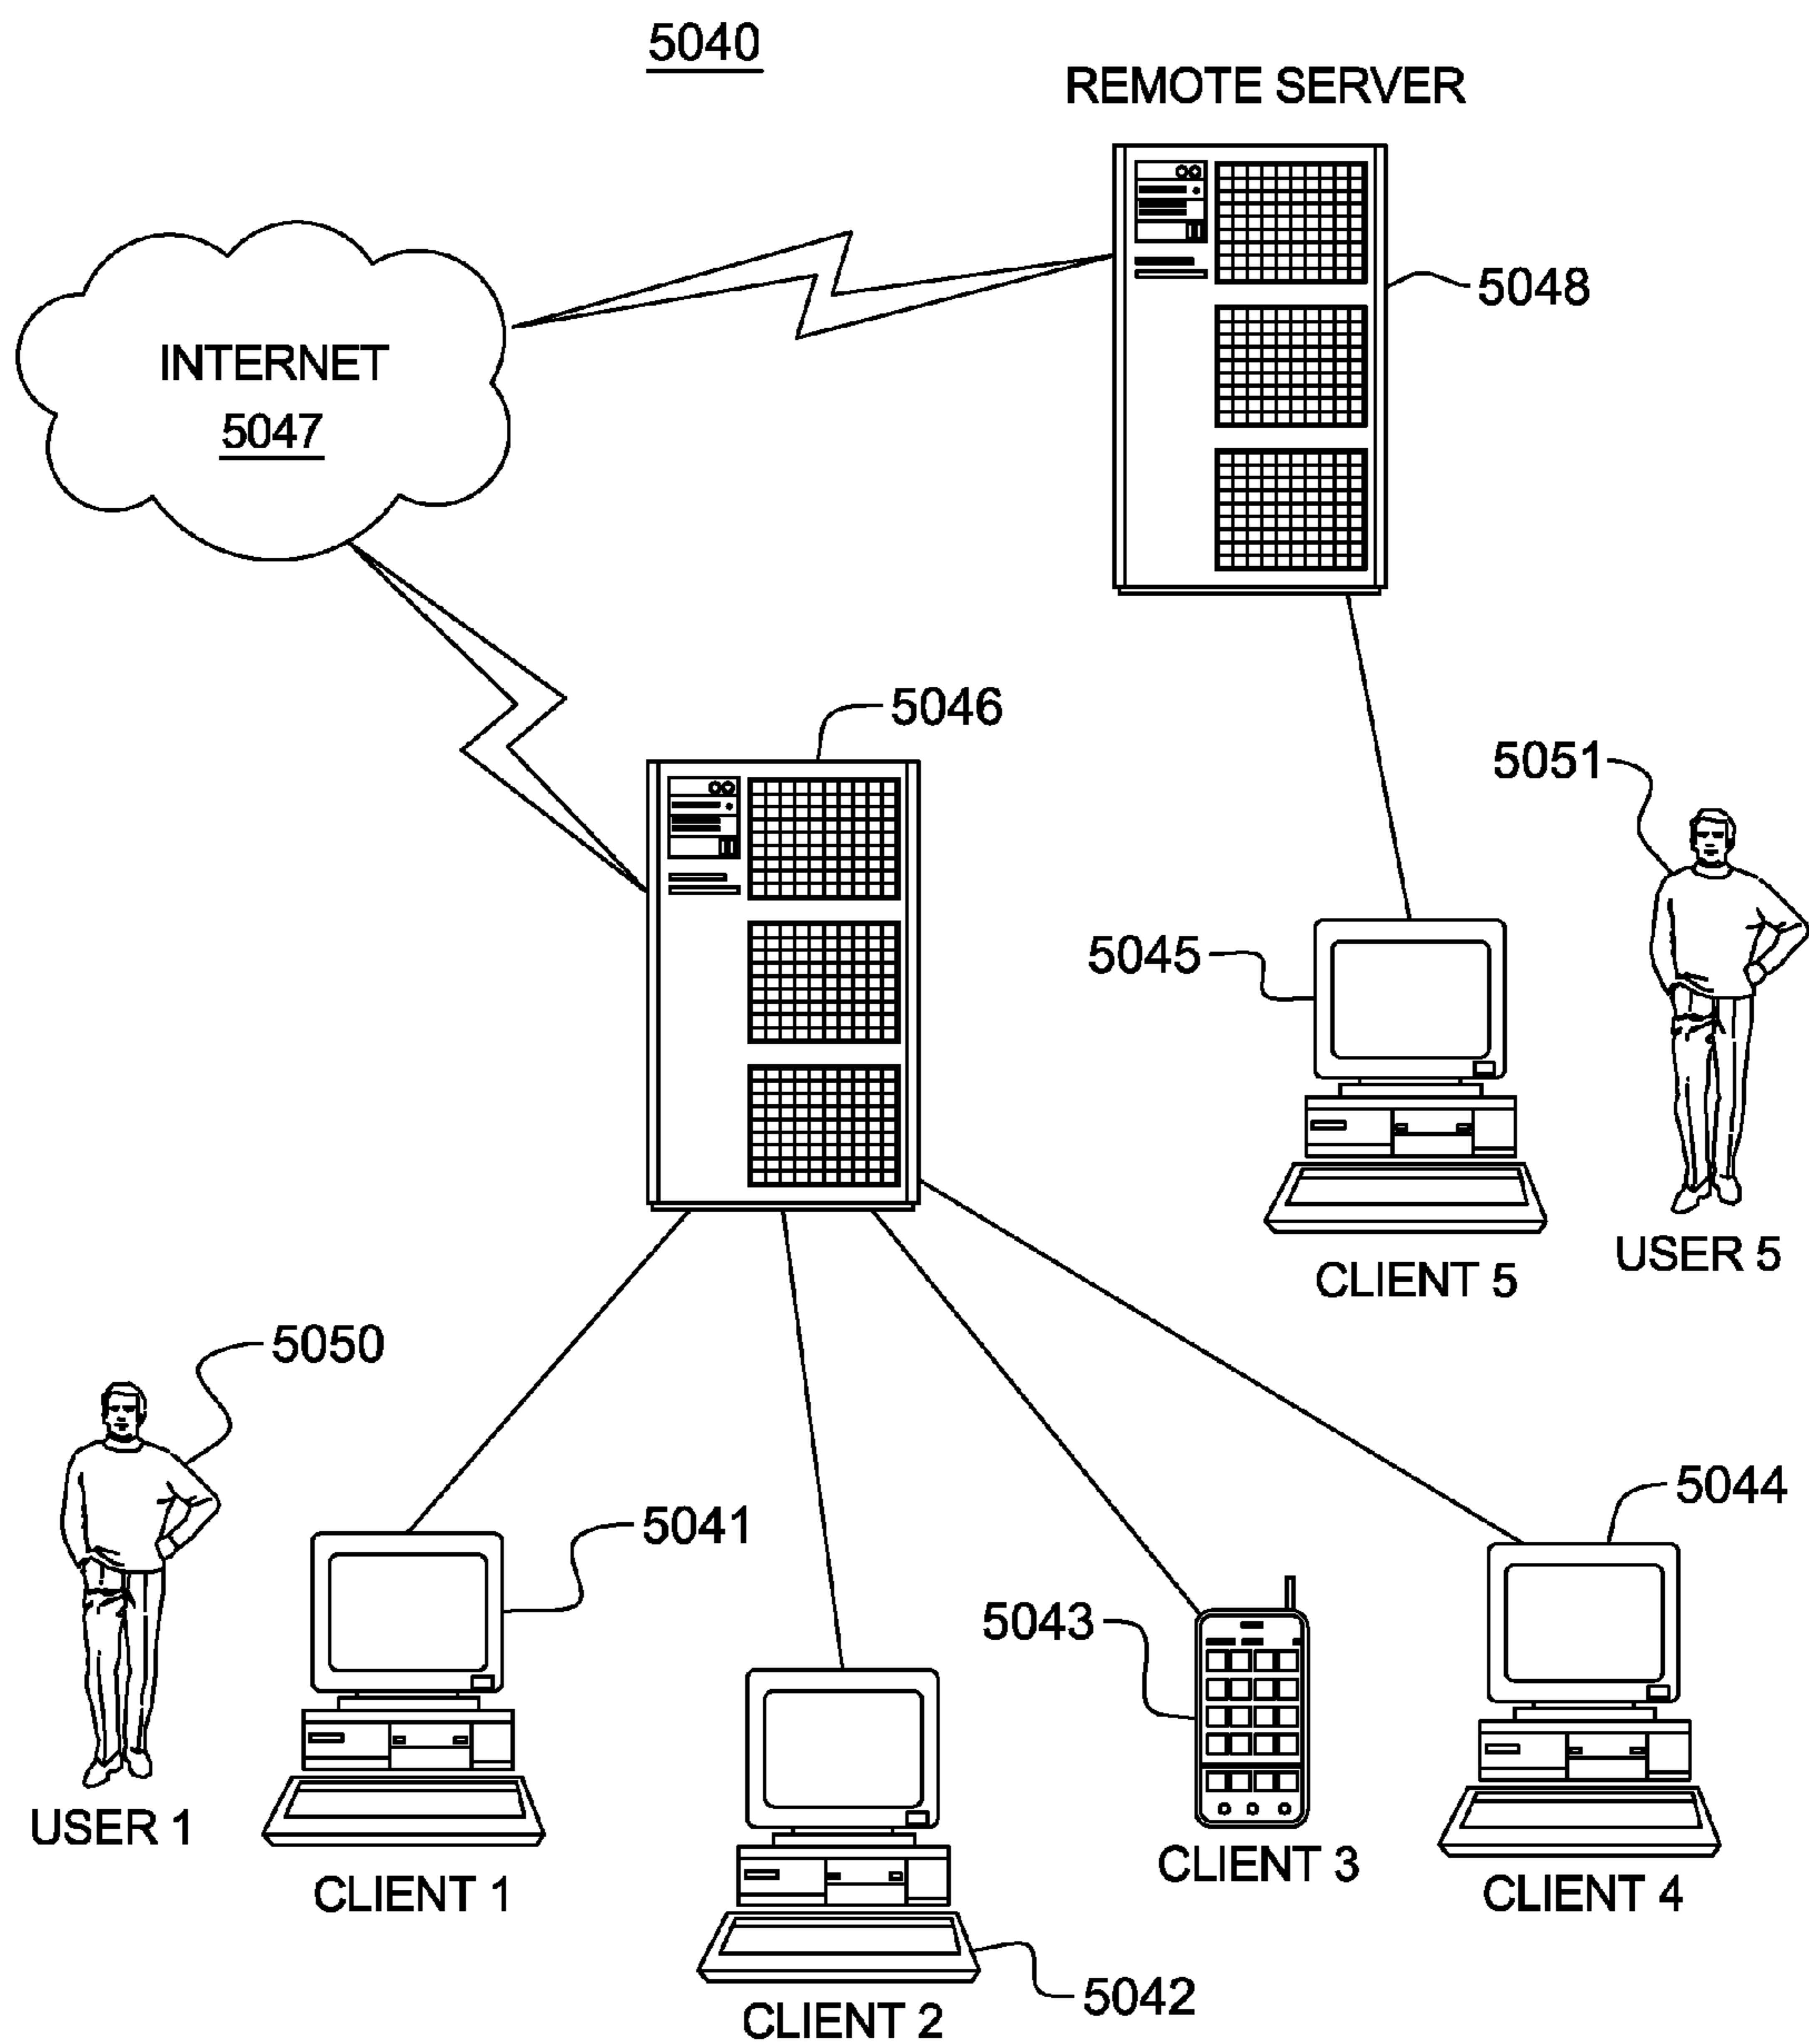 5040
REMOTE SERVER
5048
INTERNET
5047
5046
5051
5045
USER 5
CLIENT 5
5050
5044
5041
5043
USER 1
CLIENT 3
CLIENT 1
CLIENT 4
5042
CLIENT 2